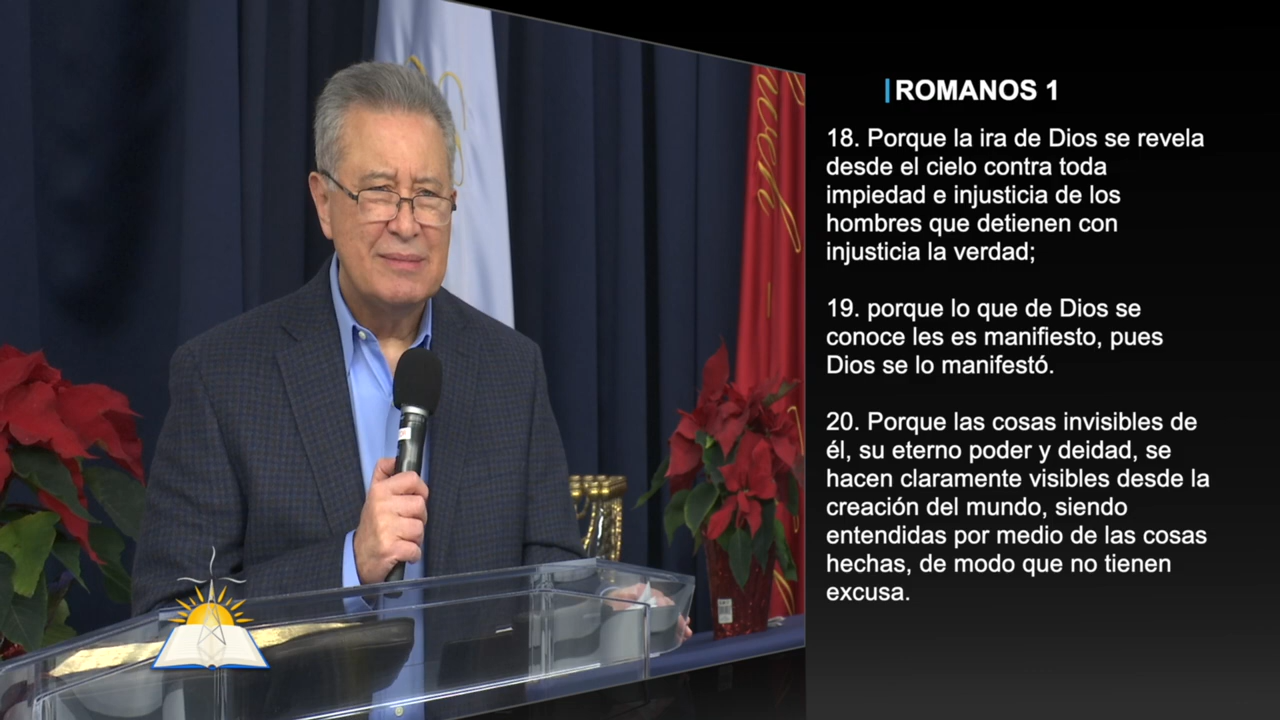 ROMANOS 1
18. Porque la ira de Dios se revela
desde el cielo contra toda
impiedad e injusticia de los
hombres que detienen con
injusticia la verdad;
19. porque lo que de Dios se
conoce les es manifiesto, pues
Dios se lo manifestó.
20. Porque las cosas invisibles de
él, su eterno poder y deidad, se
hacen claramente visibles desde la
creación del mundo, siendo
entendidas por medio de las cosas
hechas, de modo que no tienen
excusa.